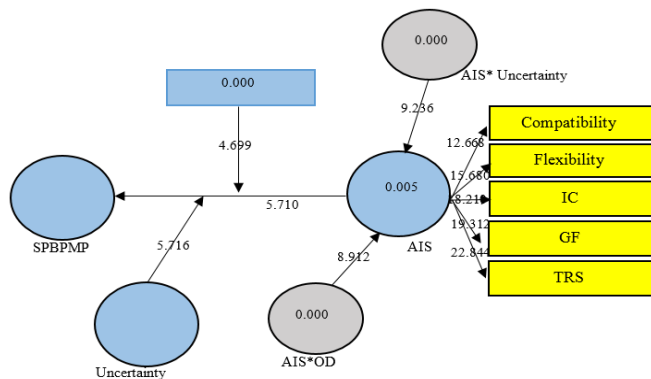 0.000
0.000
AIS* Uncertainty
9.236
Compatibility
12.668
4.699
Flexibility
15.680
0.005
IC
5.710
SPBPMP
5.716
AIS
19.312
GF
8.912
22.844
TRS
0.000
Uncertainty
AIS*OD